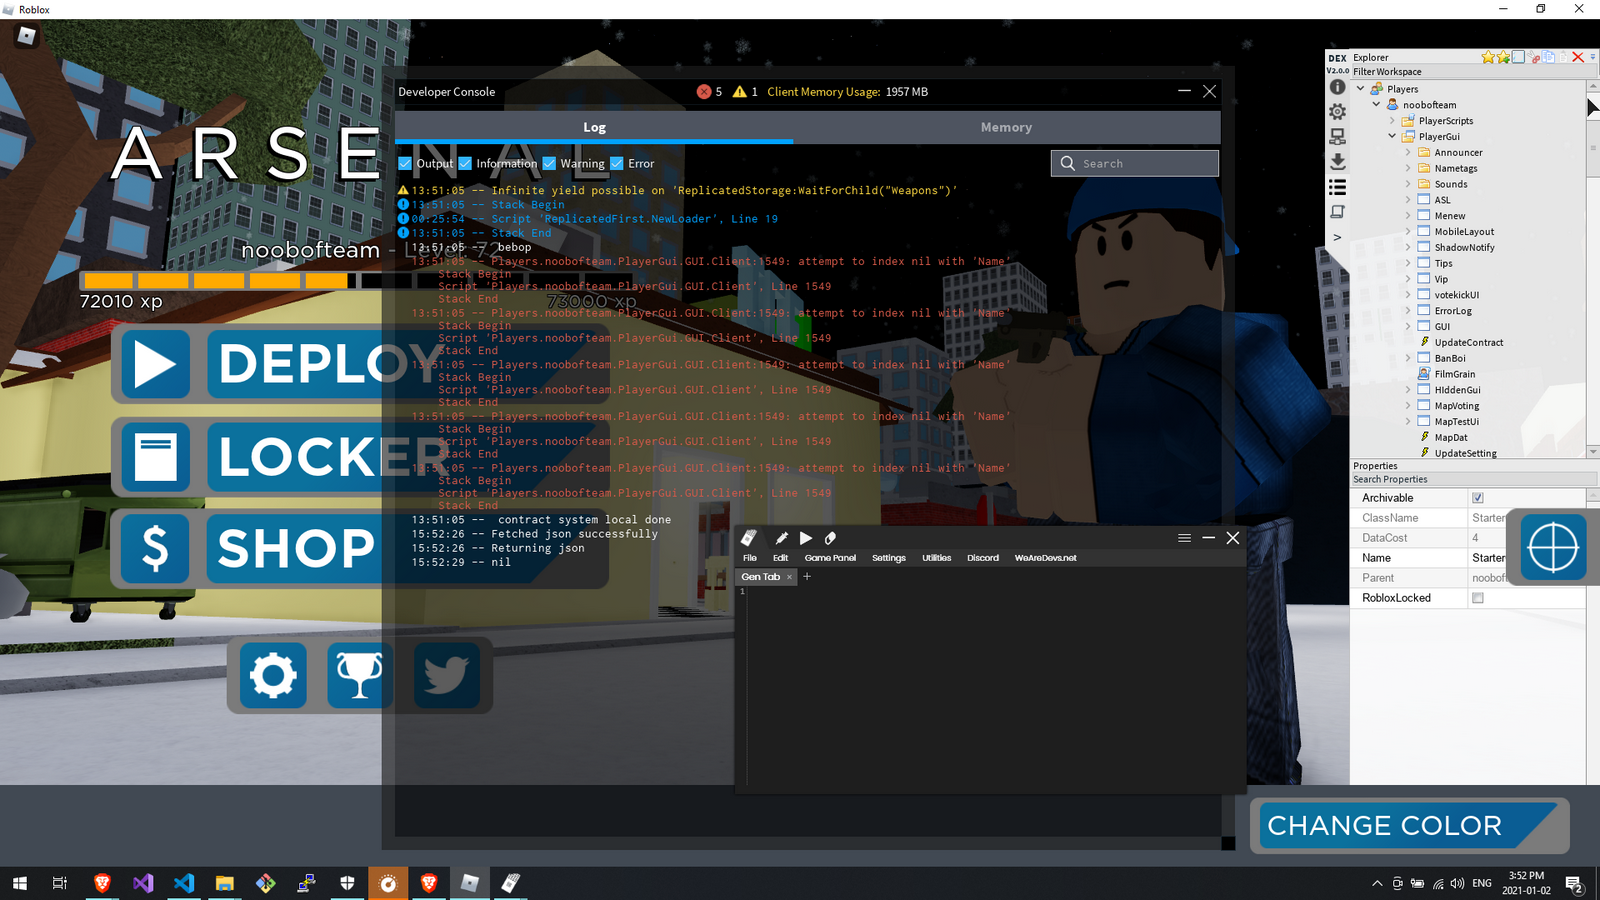 Roblox
ARSENAL
noobofteam - Level 72
72010 xp
73000 xp
DEPLOY
LOCKER
SHOP
Developer Console
5
1
Client Memory Usage: 1957 MB
Log
Memory
Output
Information
Warning
Error
Search
13:51:05 -- Infinite yield possible on 'ReplicatedStorage:WaitForChild("Weapons")'
13:51:05 -- Stack Begin
00:25:54 -- Script 'ReplicatedFirst.NewLoader', Line 19
13:51:05 -- Stack End
13:51:05 -- bebop
13:51:05 -- Players.noobofteam.PlayerGui.GUI.Client:1549: attempt to index nil with 'Name'
Stack Begin
Script 'Players.noobofteam.PlayerGui.GUI.Client', Line 1549
Stack End
13:51:05 -- Players.noobofteam.PlayerGui.GUI.Client:1549: attempt to index nil with 'Name'
Stack Begin
Script 'Players.noobofteam.PlayerGui.GUI.Client', Line 1549
Stack End
13:51:05 -- Players.noobofteam.PlayerGui.GUI.Client:1549: attempt to index nil with 'Name'
Stack Begin
Script 'Players.noobofteam.PlayerGui.GUI.Client', Line 1549
Stack End
13:51:05 -- Players.noobofteam.PlayerGui.GUI.Client:1549: attempt to index nil with 'Name'
Stack Begin
Script 'Players.noobofteam.PlayerGui.GUI.Client', Line 1549
Stack End
13:51:05 -- Players.noobofteam.PlayerGui.GUI.Client:1549: attempt to index nil with 'Name'
Stack Begin
Script 'Players.noobofteam.PlayerGui.GUI.Client', Line 1549
Stack End
13:51:05 -- contract system local done
15:52:26 -- Fetched json successfully
15:52:26 -- Returning json
15:52:29 -- nil
File Edit Game Panel Settings Utilities Discord WeAreDevs.net
Gen Tab × +
1
DEX
V2.0.0
>
Explorer
Filter Workspace
Players
noobofteam
PlayerScripts
PlayerGui
Announcer
Nametags
Sounds
ASL
Menew
MobileLayout
ShadowNotify
Tips
Vip
votekickUI
ErrorLog
GUI
UpdateContract
BanBoi
FilmGrain
HIddenGui
MapVoting
MapTestUi
MapDat
UpdateSetting
Properties
Search Properties
Archivable
ClassName Starter
DataCost 4
Name Starter
Parent noobof
RobloxLocked
CHANGE COLOR
ENG
3:52 PM
2021-01-02
2